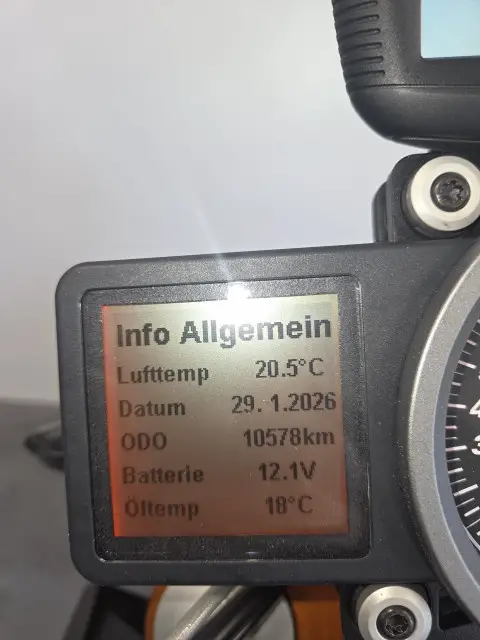 Info Allgemein
Lufttemp 20.5°C
Datum 29. 1.2026
ODO 10578km
Batterie 12.1V
Öltemp 18°C